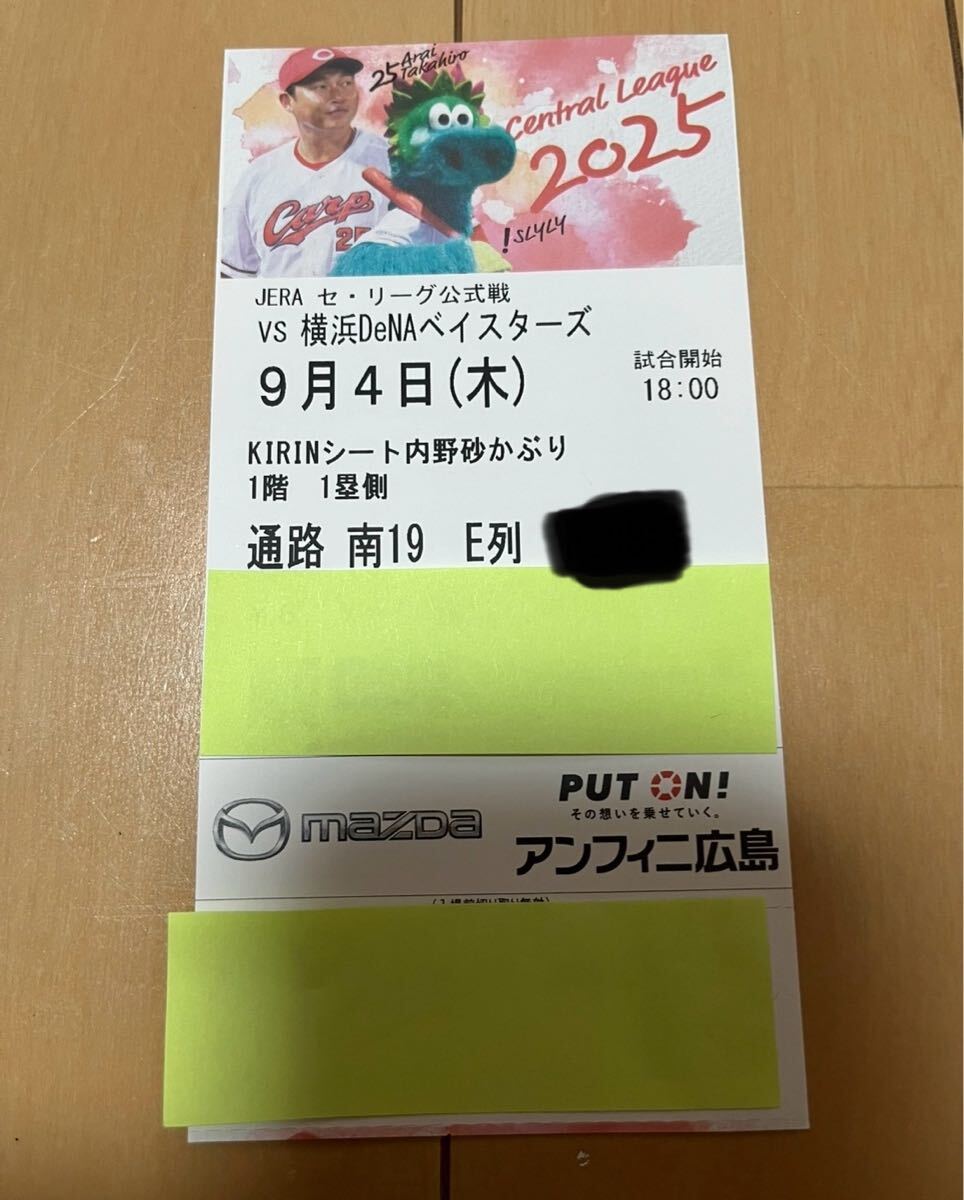 25 Arai
Takahiro
Central League
2025
! SLYLY
Carp
25
JERA セ・リーグ公式戦
VS 横浜DeNAベイスターズ
9月4日(木)
試合開始
18:00
KIRINシート内野砂かぶり
1階 1塁側
通路 南19 E列
mazda
PUT ON!
その想いを乗せていく。
アンフィニ広島